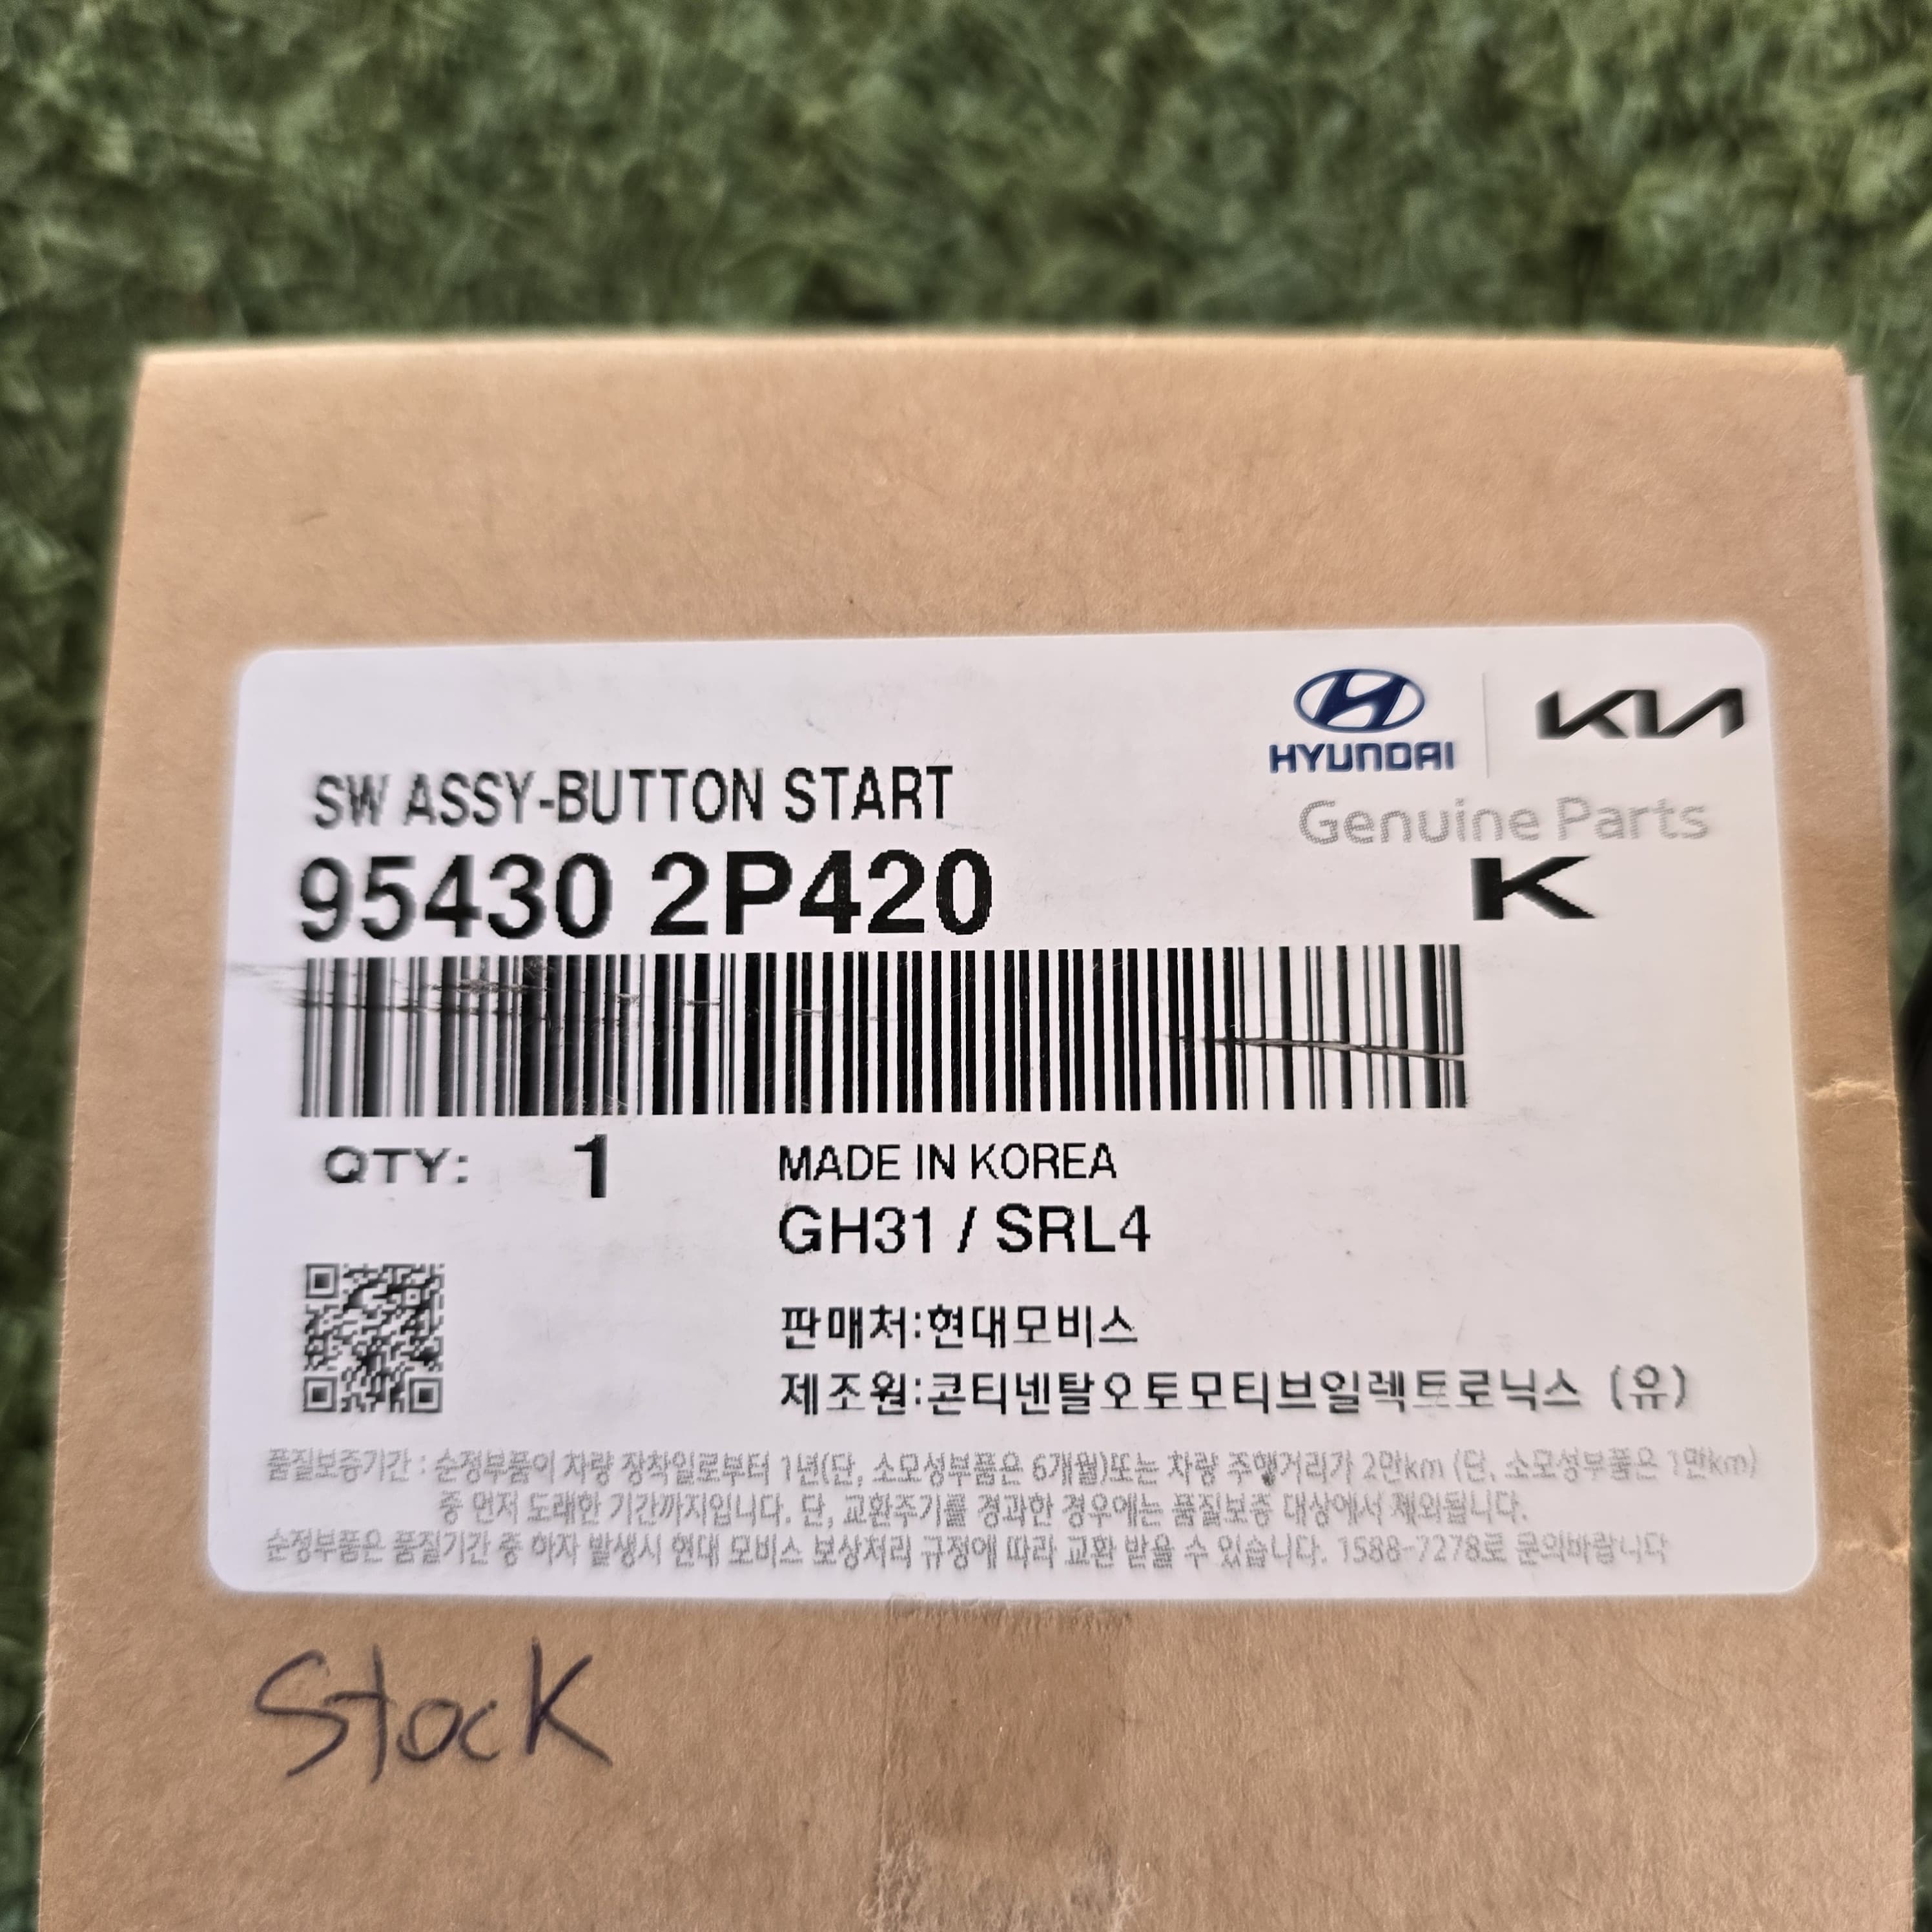 HYUNDAI KIA
Genuine Parts
SW ASSY-BUTTON START
95430 2P420
K
QTY: 1
MADE IN KOREA
GH31 / SRL4
판매처:현대모비스
제조원:콘티넨탈오토모티브일렉트로닉스 (유)
품질보증기간 : 순정부품이 차량 장착일로부터 1년(단, 소모성부품은 6개월)또는 차량 주행거리가 2만km (단, 소모성부품은 1만km)
중 먼저 도래한 기간까지입니다. 단, 교환주기를 경과한 경우에는 품질보증 대상에서 제외됩니다.
순정부품은 품질기간 중 하자 발생시 현대 모비스 보상처리 규정에 따라 교환 받을 수 있습니다. 1588-7278로 문의바랍니다
Stock